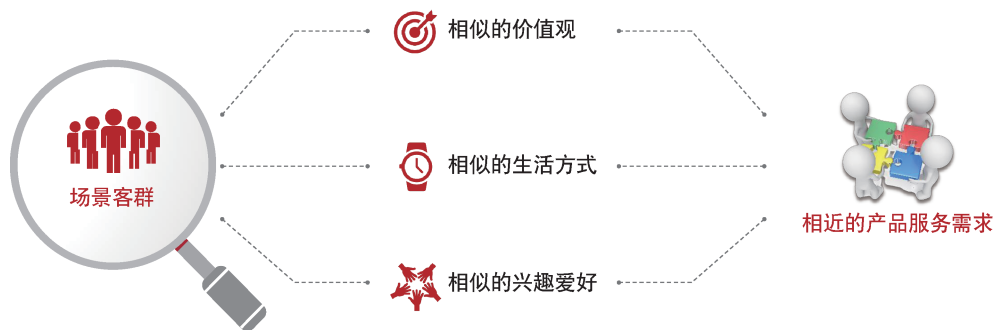 相似的价值观
场景客群
相似的生活方式
相近的产品服务需求
相似的兴趣爱好